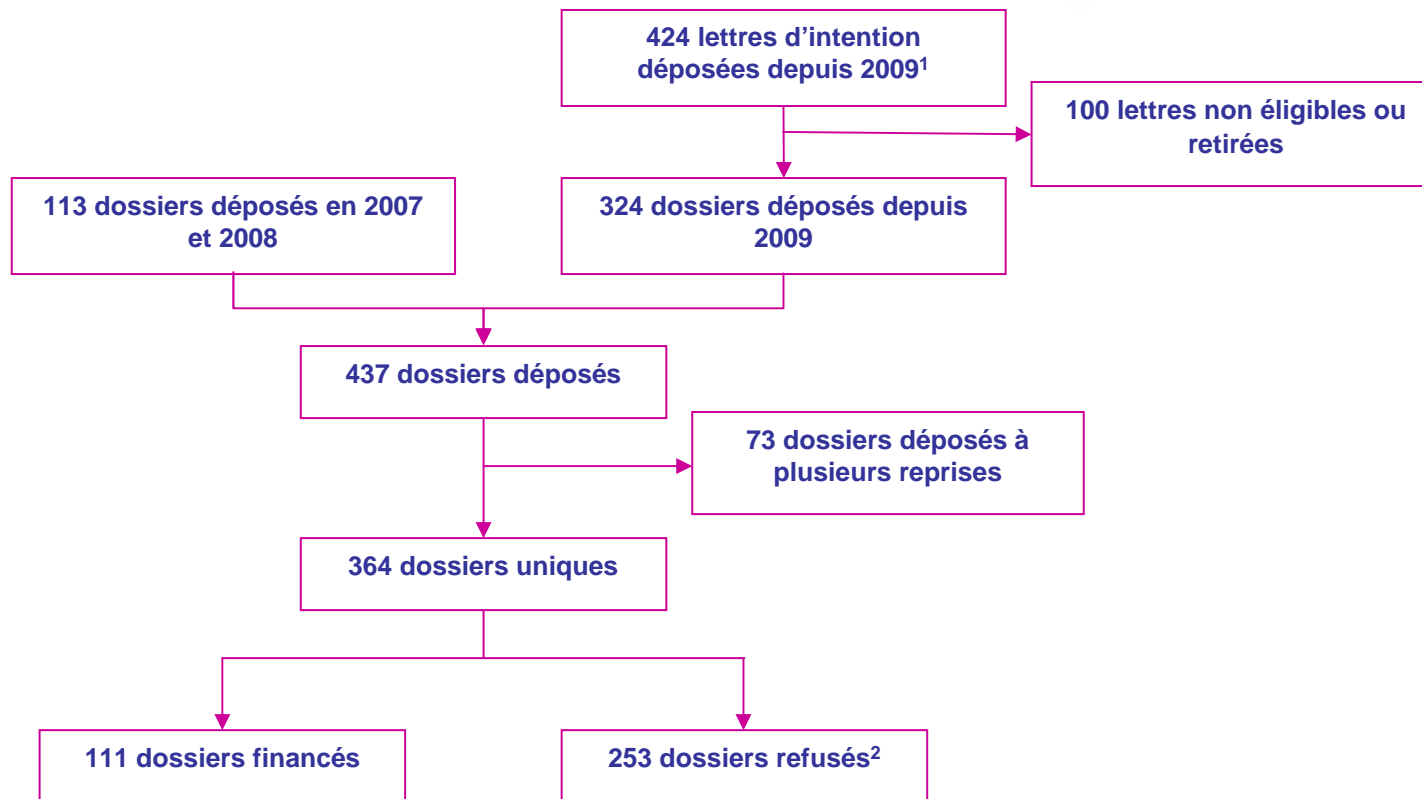 424 lettres d’intention
déposées depuis 2009¹
100 lettres non éligibles ou
retirées
113 dossiers déposés en 2007
et 2008
324 dossiers déposés depuis
2009
437 dossiers déposés
73 dossiers déposés à
plusieurs reprises
364 dossiers uniques
111 dossiers financés
253 dossiers refusés²